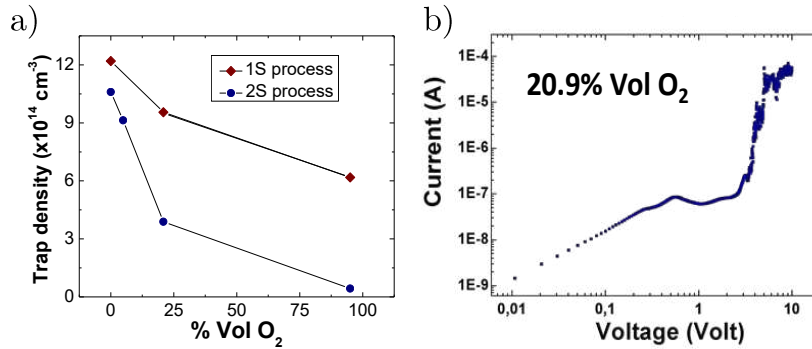 a)
12
9
6
3
0
Trap density (x10¹⁴ cm⁻³)
1S process
2S process
0
25
50
75
100
% Vol O₂
b)
20.9% Vol O₂
1E-4
1E-5
1E-6
1E-7
1E-8
1E-9
Current (A)
0,01
0,1
1
10
Voltage (Volt)